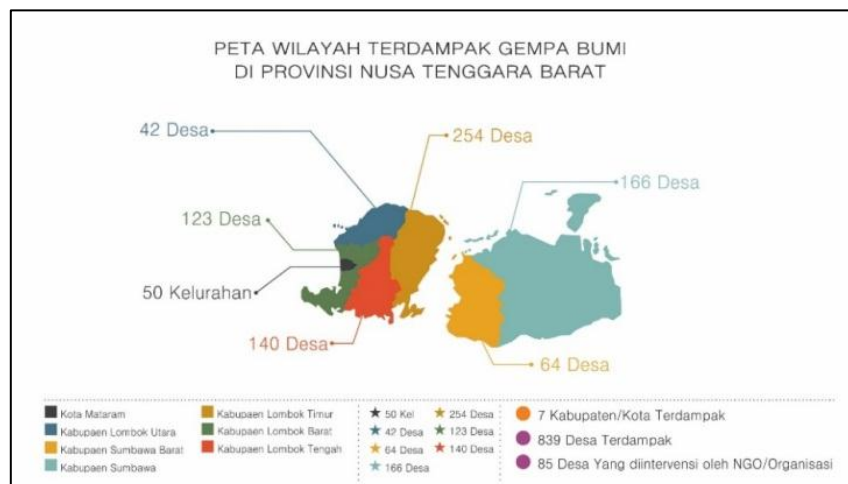 PETA WILAYAH TERDAMPAK GEMPA BUMI
DI PROVINSI NUSA TENGGARA BARAT
42 Desa
254 Desa
166 Desa
123 Desa
50 Kelurahan
140 Desa
64 Desa
Kota Mataram
Kabupaen Lombok Utara
Kabupaen Sumbawa Barat
Kabupaen Sumbawa
Kabupaen Lombok Timur
Kabupaen Lombok Barat
Kabupaen Lombok Tengah
50 Kel
42 Desa
64 Desa
166 Desa
254 Desa
123 Desa
140 Desa
7 Kabupaten/Kota Terdampak
839 Desa Terdampak
85 Desa Yang diintervensi oleh NGO/Organisasi